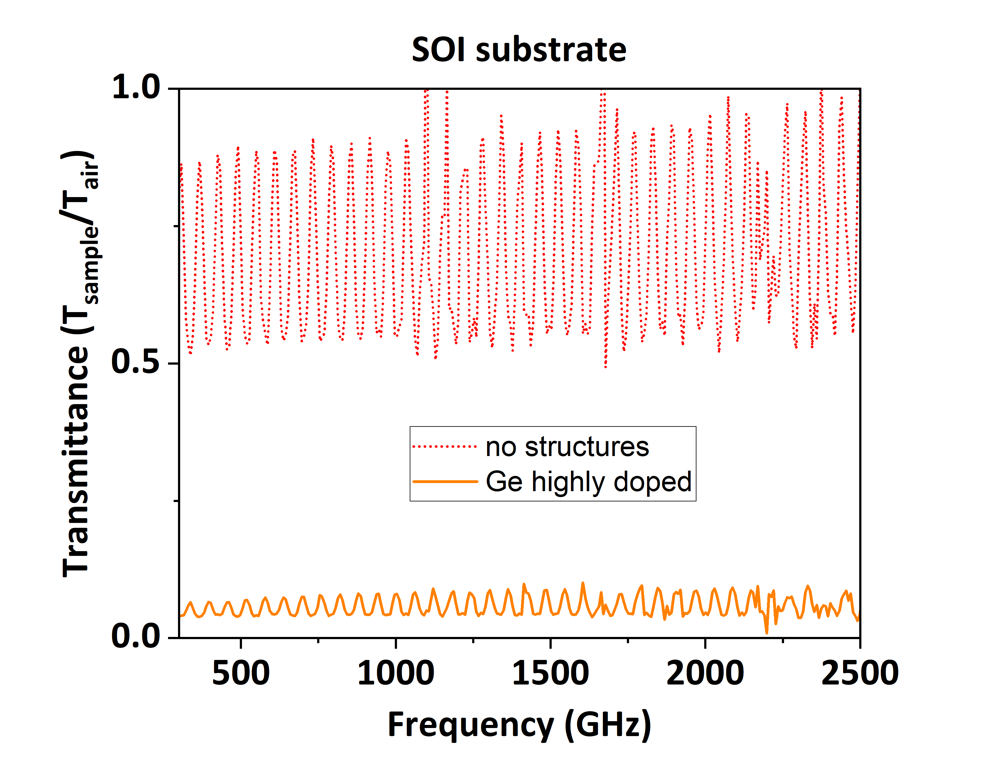 SOI substrate
Transmittance (Tsample/Tair)
1.0
0.5
0.0
no structures
Ge highly doped
500 1000 1500 2000 2500
Frequency (GHz)